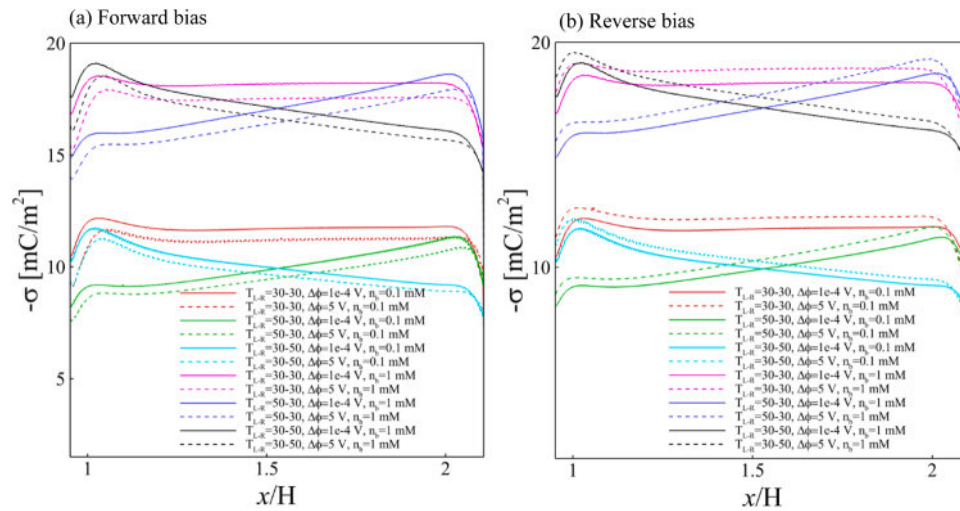 (a) Forward bias
20
15
10
5
-σ [mC/m²]
T_L-R=30-30, Δϕ=1e-4 V, n_b=0.1 mM
T_L-R=30-30, Δϕ=5 V, n_b=0.1 mM
T_L-R=50-30, Δϕ=1e-4 V, n_b=0.1 mM
T_L-R=50-30, Δϕ=5 V, n_b=0.1 mM
T_L-R=30-50, Δϕ=1e-4 V, n_b=0.1 mM
T_L-R=30-50, Δϕ=5 V, n_b=0.1 mM
T_L-R=30-30, Δϕ=1e-4 V, n_b=1 mM
T_L-R=30-30, Δϕ=5 V, n_b=1 mM
T_L-R=50-30, Δϕ=1e-4 V, n_b=1 mM
T_L-R=50-30, Δϕ=5 V, n_b=1 mM
T_L-R=30-50, Δϕ=1e-4 V, n_b=1 mM
T_L-R=30-50, Δϕ=5 V, n_b=1 mM
1 1.5 2
x/H
(b) Reverse bias
20
15
10
5
-σ [mC/m²]
T_L-R=30-30, Δϕ=1e-4 V, n_b=0.1 mM
T_L-R=30-30, Δϕ=5 V, n_b=0.1 mM
T_L-R=50-30, Δϕ=1e-4 V, n_b=0.1 mM
T_L-R=50-30, Δϕ=5 V, n_b=0.1 mM
T_L-R=30-50, Δϕ=1e-4 V, n_b=0.1 mM
T_L-R=30-50, Δϕ=5 V, n_b=0.1 mM
T_L-R=30-30, Δϕ=1e-4 V, n_b=1 mM
T_L-R=30-30, Δϕ=5 V, n_b=1 mM
T_L-R=50-30, Δϕ=1e-4 V, n_b=1 mM
T_L-R=50-30, Δϕ=5 V, n_b=1 mM
T_L-R=30-50, Δϕ=1e-4 V, n_b=1 mM
T_L-R=30-50, Δϕ=5 V, n_b=1 mM
1 1.5 2
x/H